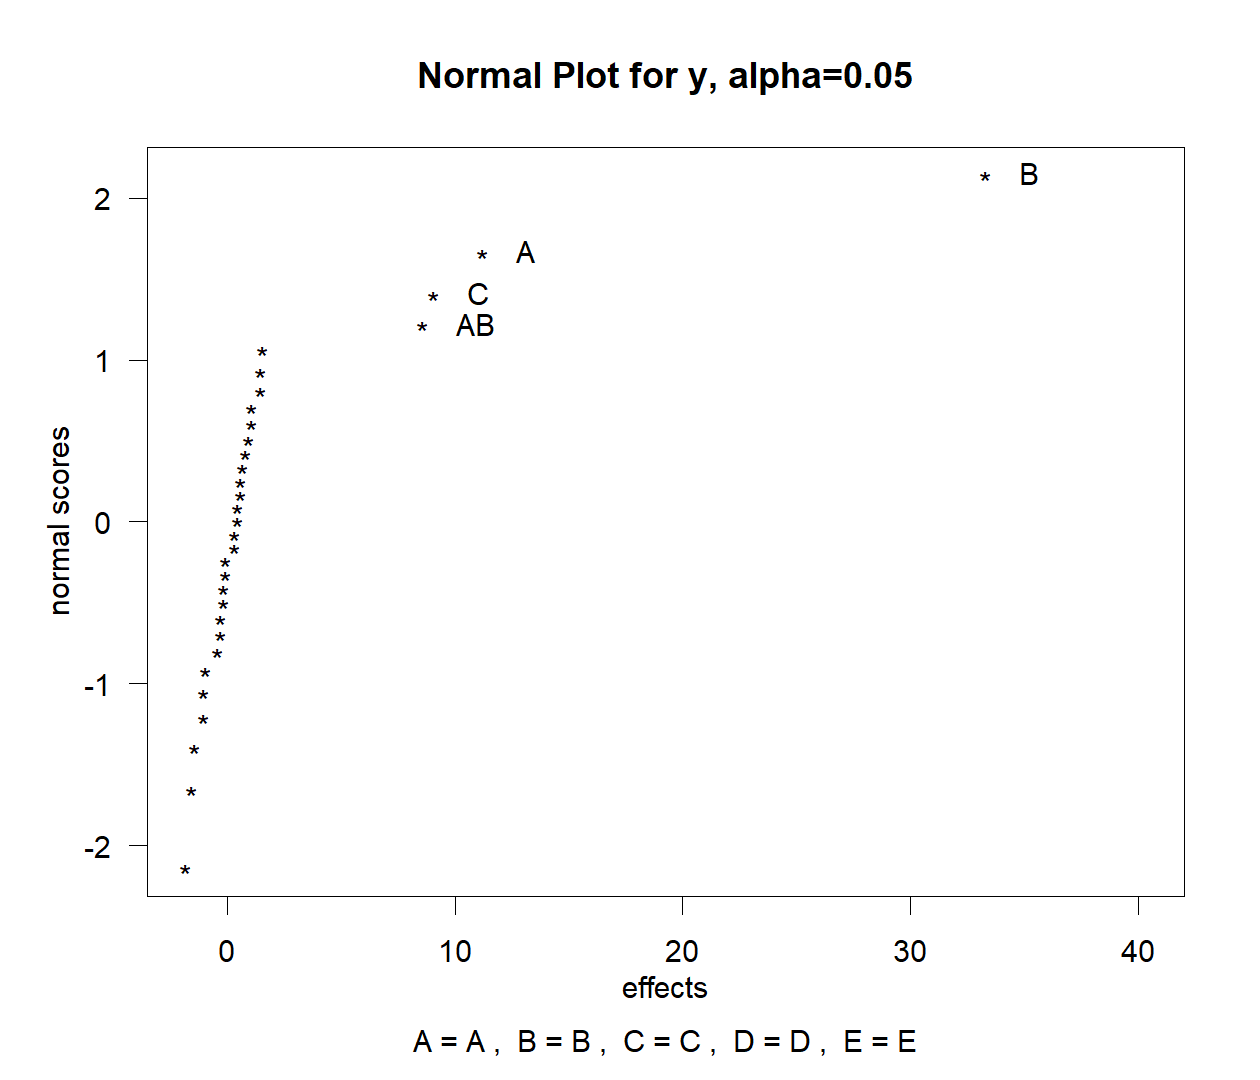 Normal Plot for y, alpha=0.05
normal scores
2
1
0
-1
-2
* B
* A
* C
* AB
0 10 20 30 40
effects
A = A , B = B , C = C , D = D , E = E